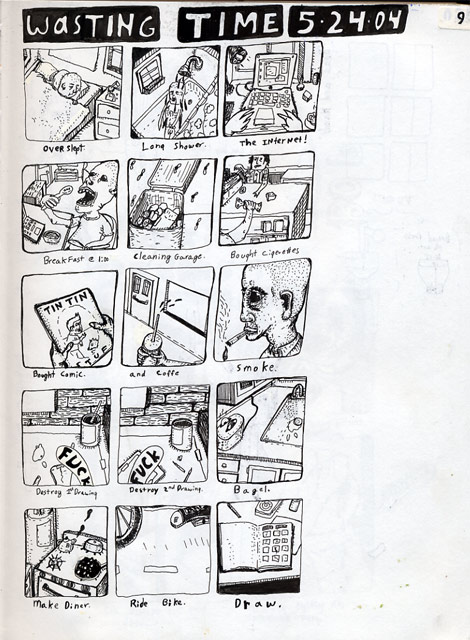 WASTING TIME 5·24·04
9
Over slept.
Long Shower.
The Internet!
Breakfast @ 1:00
Cleaning Garage.
Bought Cigerettes
TIN TIN
Bought Comic.
and Coffe
Smoke.
FUCK
FUCK
Destroy 1st Drawing
Destroy 2nd Drawing.
Bagel.
Make Diner.
Ride Bike.
Draw.